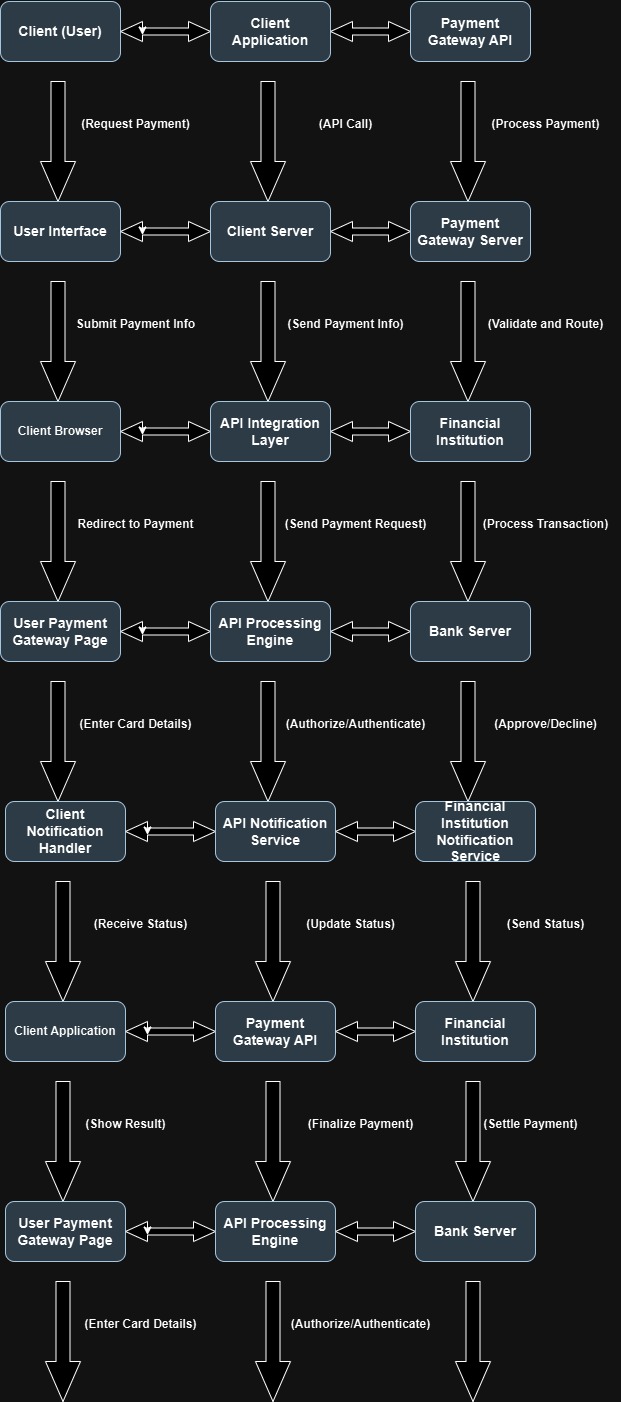 Client (User)
Client
Application
Payment
Gateway API
(Request Payment)
(API Call)
(Process Payment)
User Interface
Client Server
Payment
Gateway Server
Submit Payment Info
(Send Payment Info)
(Validate and Route)
Client Browser
API Integration
Layer
Financial
Institution
Redirect to Payment
(Send Payment Request)
(Process Transaction)
User Payment
Gateway Page
API Processing
Engine
Bank Server
(Enter Card Details)
(Authorize/Authenticate)
(Approve/Decline)
Client
Notification
Handler
API Notification
Service
Financial
Institution
Notification
Service
(Receive Status)
(Update Status)
(Send Status)
Client Application
Payment
Gateway API
Financial
Institution
(Show Result)
(Finalize Payment)
(Settle Payment)
User Payment
Gateway Page
API Processing
Engine
Bank Server
(Enter Card Details)
(Authorize/Authenticate)